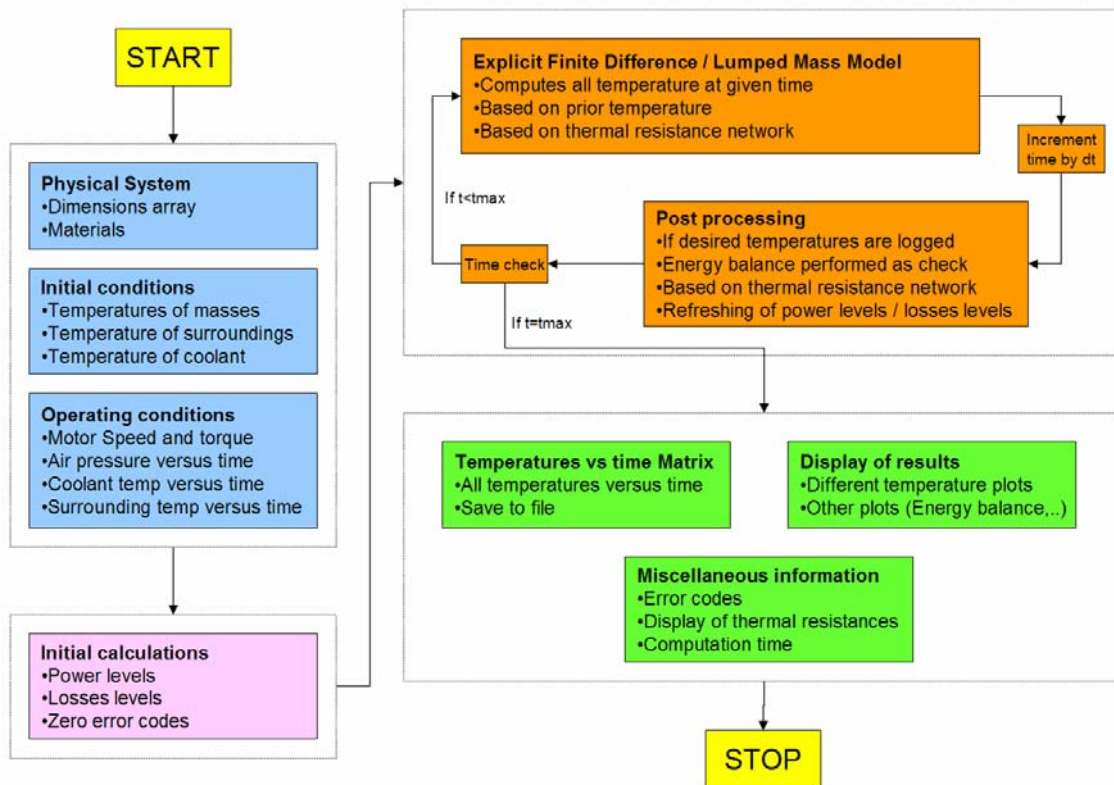 START
Physical System
•Dimensions array
•Materials
Initial conditions
•Temperatures of masses
•Temperature of surroundings
•Temperature of coolant
Operating conditions
•Motor Speed and torque
•Air pressure versus time
•Coolant temp versus time
•Surrounding temp versus time
Initial calculations
•Power levels
•Losses levels
•Zero error codes
Explicit Finite Difference / Lumped Mass Model
•Computes all temperature at given time
•Based on prior temperature
•Based on thermal resistance network
Increment
time by dt
If t<tmax
Post processing
•If desired temperatures are logged
•Energy balance performed as check
•Based on thermal resistance network
•Refreshing of power levels / losses levels
Time check
If t=tmax
Temperatures vs time Matrix
•All temperatures versus time
•Save to file
Display of results
•Different temperature plots
•Other plots (Energy balance,..)
Miscellaneous information
•Error codes
•Display of thermal resistances
•Computation time
STOP